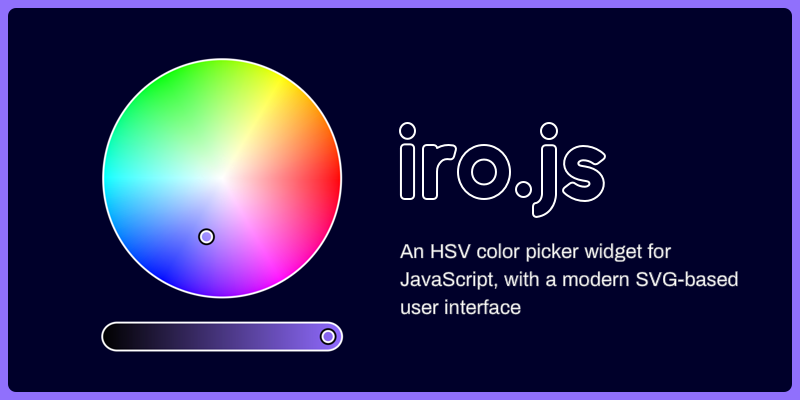 iro.js
An HSV color picker widget for
JavaScript, with a modern SVG-based
user interface